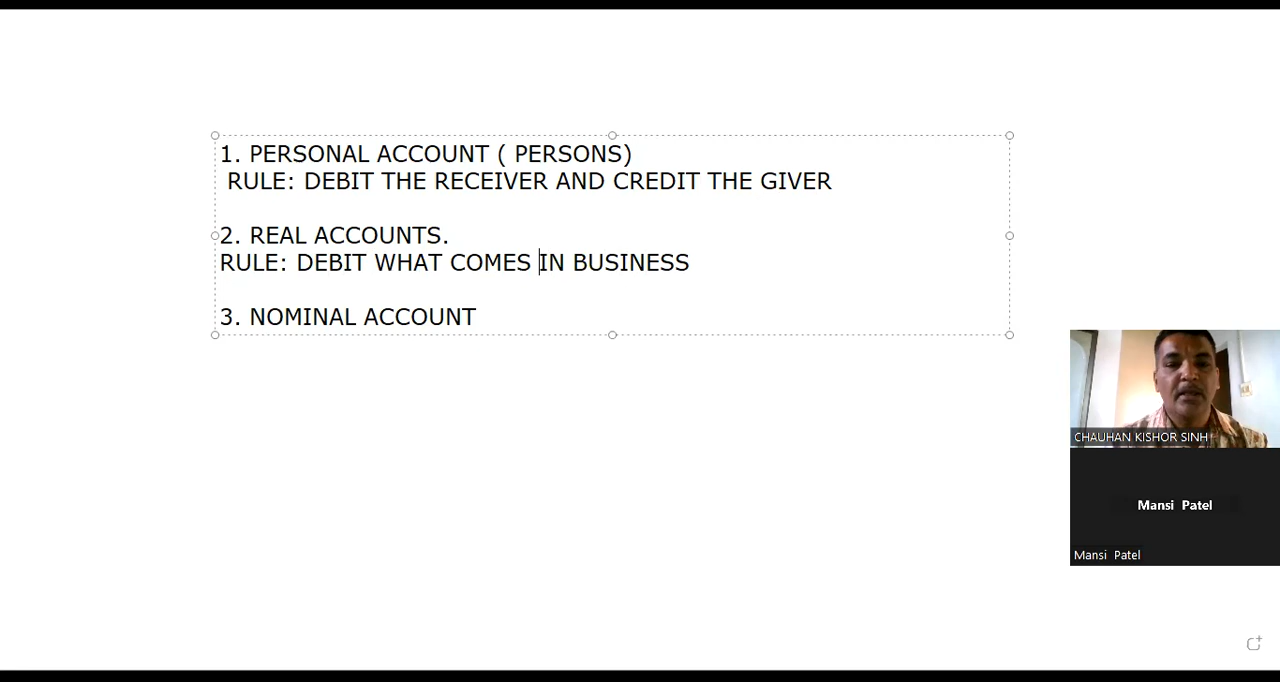 1. PERSONAL ACCOUNT ( PERSONS)
RULE: DEBIT THE RECEIVER AND CREDIT THE GIVER
2. REAL ACCOUNTS.
RULE: DEBIT WHAT COMES IN BUSINESS
3. NOMINAL ACCOUNT
CHAUHAN KISHOR SINH
Mansi Patel
Mansi Patel